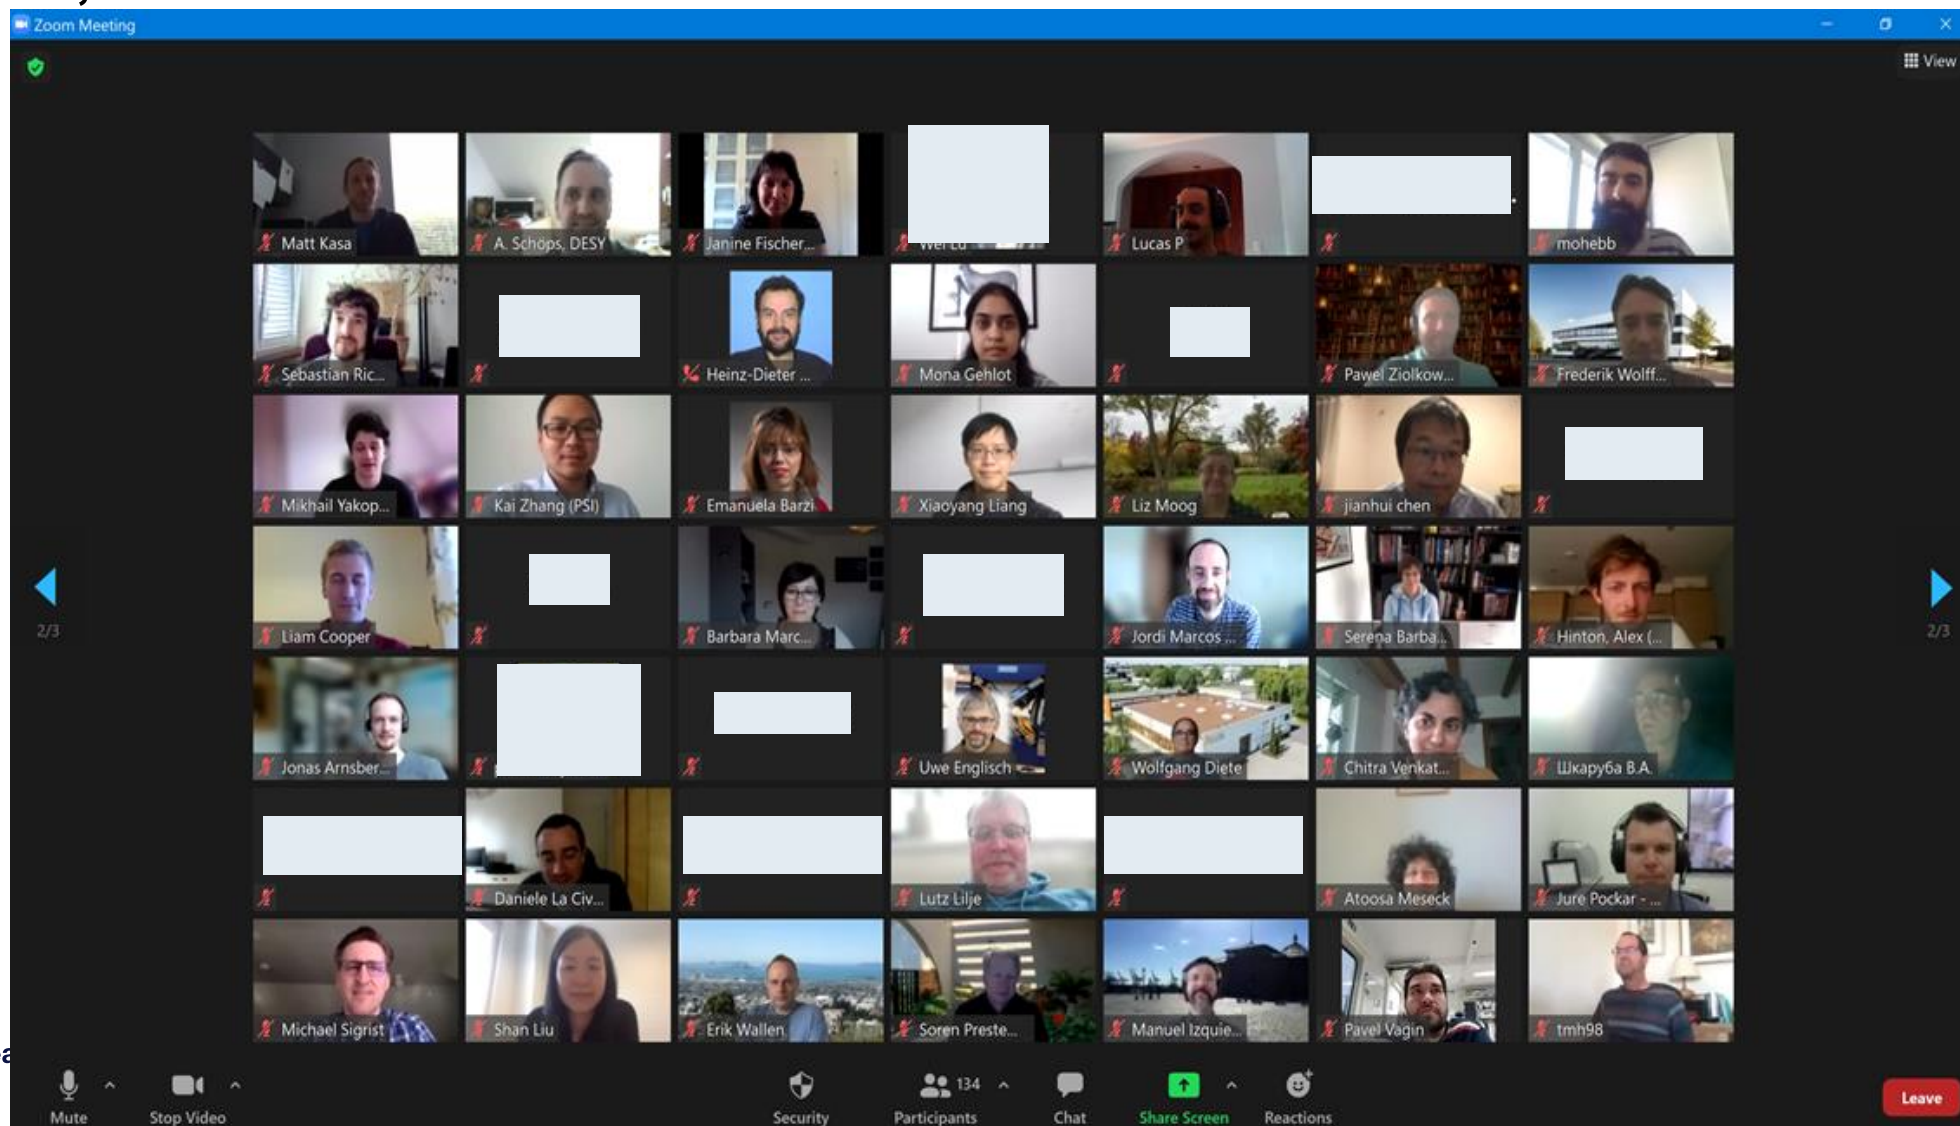 Zoom Meeting
View
Matt Kasa
A. Schöps, DESY
Janine Fischer...
Wei Lu
Lucas P
mohebb
Sebastian Ric...
Heinz-Dieter ...
Mona Gehlot
Pawel Ziolkow...
Frederik Wolff...
Mikhail Yakop...
Kai Zhang (PSI)
Emanuela Barzi
Xiaoyang Liang
Liz Moog
jianhui chen
2/3
2/3
Liam Cooper
Barbara Marc...
Jordi Marcos ...
Serena Barba...
Hinton, Alex (...
Jonas Arnsber...
Uwe Englisch
Wolfgang Diete
Chitra Venkat...
Шкаруба В.А.
Daniele La Civ...
Lutz Lilje
Atoosa Meseck
Jure Pockar - ...
Michael Sigrist
Shan Liu
Erik Wallen
Soren Preste...
Manuel Izquie...
Pavel Vagin
tmh98
134
Mute
Stop Video
Security
Participants
Chat
Share Screen
Reactions
Leave